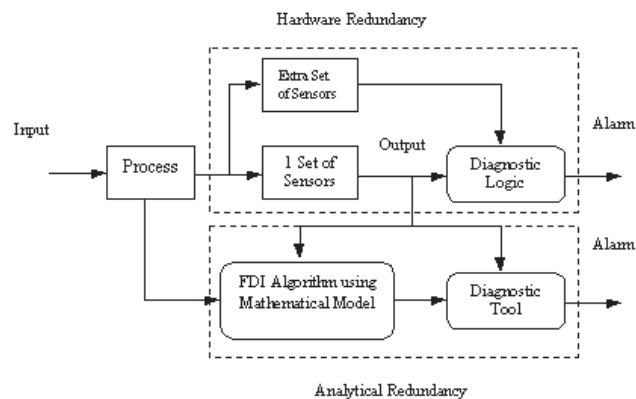 Hardware Redundancy
Extra Set
of Sensors
Input
Output
Alarm
Process
1 Set of
Sensors
Diagnostic
Logic
Alarm
FDI Algorithm using
Mathematical Model
Diagnostic
Tool
Analytical Redundancy